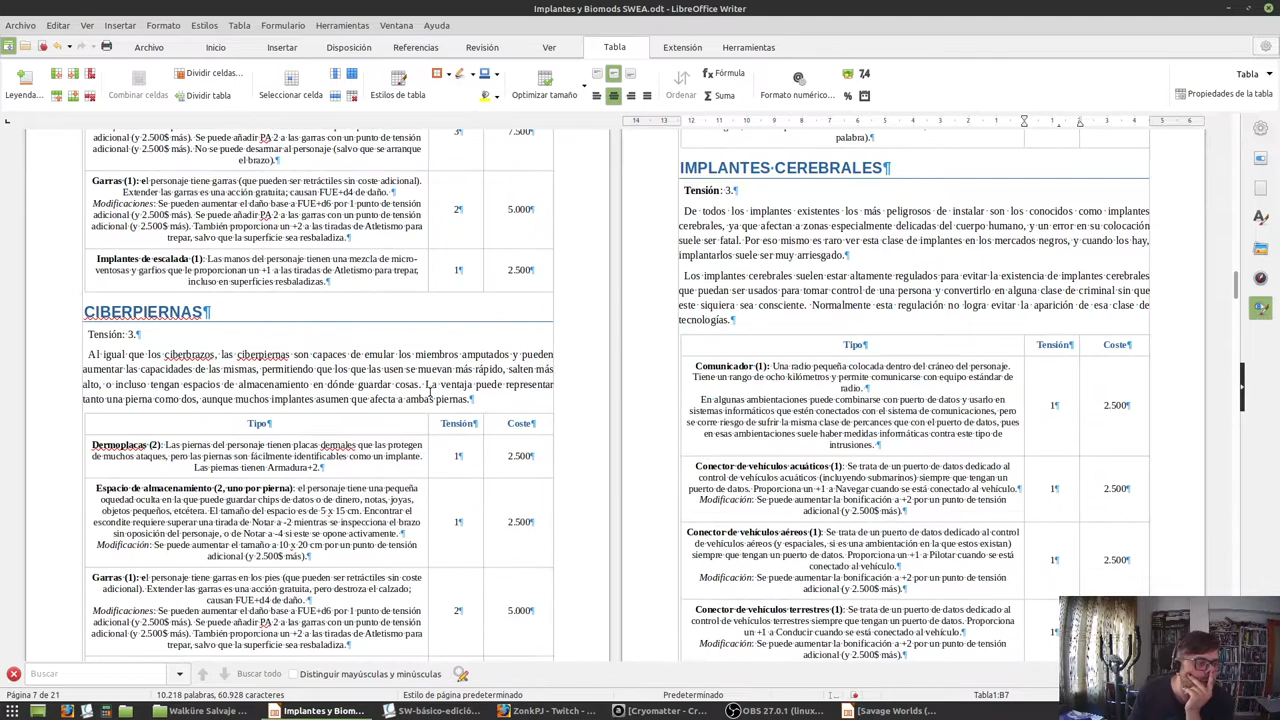 Implantes y Biomods SWEA.odt - LibreOffice Writer
Archivo Editar Ver Insertar Formato Estilos Tabla Formulario Herramientas Ventana Ayuda
Archivo Inicio Insertar Disposición Referencias Revisión Ver Tabla Extensión Herramientas
Leyenda... Combinar celdas Dividir celdas... Dividir tabla Seleccionar celda Estilos de tabla Optimizar tamaño Ordenar Fórmula Suma Formato numérico... 7,4 % Tabla Propiedades de la tabla
14 13 12 11 10 9 8 7 6 5 4 3 2 1 1 2 3 4 5 6
adicional (y 2.500$ más). Se puede añadir PA 2 a las garras con un punto de tensión
adicional (y 2.500$ más). No se puede desarmar al personaje (salvo que se arranque
el brazo).¶
3¶ 7.500¶
Garras (1): el personaje tiene garras (que pueden ser retráctiles sin coste adicional).
Extender las garras es una acción gratuita; causan FUE+d4 de daño. ¶
Modificaciones: Se pueden aumentar el daño base a FUE+d6 por 1 punto de tensión
adicional (y 2.500$ más). Se puede añadir PA 2 a las garras con un punto de tensión
adicional (y 2.500$ más). También proporciona un +2 a las tiradas de Atletismo para
trepar, salvo que la superficie sea resbaladiza.¶
2¶ 5.000¶
Implantes de escalada (1): Las manos del personaje tienen una mezcla de micro-
ventosas y garfios que le proporcionan un +1 a las tiradas de Atletismo para trepar,
incluso en superficies resbaladizas.¶
1¶ 2.500¶
CIBERPIERNAS¶
Tensión: 3.¶
Al igual que los ciberbrazos, las ciberpiernas son capaces de emular los miembros amputados y pueden
aumentar las capacidades de las mismas, permitiendo que los que las usen se muevan más rápido, salten más
alto, o incluso tengan espacios de almacenamiento en dónde guardar cosas. La ventaja puede representar
tanto una pierna como dos, aunque muchos implantes asumen que afecta a ambas piernas.¶
Tipo¶ Tensión¶ Coste¶
Dermoplacas (2): Las piernas del personaje tienen placas dermales que las protegen
de muchos ataques, pero las piernas son fácilmente identificables como un implante.
Las piernas tienen Armadura+2.¶
1¶ 2.500¶
Espacio de almacenamiento (2, uno por pierna): el personaje tiene una pequeña
oquedad oculta en la que puede guardar chips de datos o de dinero, notas, joyas,
objetos pequeños, etcétera. El tamaño del espacio es de 5 x 15 cm. Encontrar el
escondite requiere superar una tirada de Notar a -2 mientras se inspecciona el brazo
sin oposición del personaje, o de Notar a -4 si este se opone activamente. ¶
Modificación: Se puede aumentar el tamaño a 10 x 20 cm por un punto de tensión
adicional (y 2.500$ más).¶
1¶ 2.500¶
Garras (1): el personaje tiene garras en los pies (que pueden ser retráctiles sin coste
adicional). Extender las garras es una acción gratuita, pero destroza el calzado;
causan FUE+d4 de daño. ¶
Modificaciones: Se pueden aumentar el daño base a FUE+d6 por 1 punto de tensión
adicional (y 2.500$ más). Se puede añadir PA 2 a las garras con un punto de tensión
adicional (y 2.500$ más). También proporciona un +2 a las tiradas de Atletismo para
trepar, salvo que la superficie sea resbaladiza.¶
2¶ 5.000¶
palabra).¶
IMPLANTES CEREBRALES¶
Tensión: 3.¶
De todos los implantes existentes los más peligrosos de instalar son los conocidos como implantes
cerebrales, ya que afectan a zonas especialmente delicadas del cuerpo humano, y un error en su colocación
suele ser fatal. Por eso mismo es raro ver esta clase de implantes en los mercados negros, y cuando los hay,
implantarlos suele ser muy arriesgado.¶
Los implantes cerebrales suelen estar altamente regulados para evitar la existencia de implantes cerebrales
que puedan ser usados para tomar control de una persona y convertirlo en alguna clase de criminal sin que
este siquiera sea consciente. Normalmente esta regulación no logra evitar la aparición de esa clase de
tecnologías.¶
Tipo¶ Tensión¶ Coste¶
Comunicador (1): Una radio pequeña colocada dentro del cráneo del personaje.
Tiene un rango de ocho kilómetros y permite comunicarse con equipo estándar de
radio. ¶
En algunas ambientaciones puede combinarse con puerto de datos y usarlo en
sistemas informáticos que estén conectados con el sistema de comunicaciones, pero
se corre riesgo de sufrir la misma clase de percances que con el puerto de datos, pues
en esas ambientaciones suele haber medidas informáticas contra este tipo de
intrusiones. ¶
1¶ 2.500¶
Conector de vehículos acuáticos (1): Se trata de un puerto de datos dedicado al
control de vehículos acuáticos (incluyendo submarinos) siempre que tengan un
puerto de datos. Proporciona un +1 a Navegar cuando se está conectado al vehículo.¶
Modificación: Se puede aumentar la bonificación a +2 por un punto de tensión
adicional (y 2.500$ más).¶
1¶ 2.500¶
Conector de vehículos aéreos (1): Se trata de un puerto de datos dedicado al control
de vehículos aéreos (y espaciales, si es una ambientación en la que estos existan)
siempre que tengan un puerto de datos. Proporciona un +1 a Pilotar cuando se está
conectado al vehículo.¶
Modificación: Se puede aumentar la bonificación a +2 por un punto de tensión
adicional (y 2.500$ más).¶
1¶ 2.500¶
Conector de vehículos terrestres (1): Se trata de un puerto de datos dedicado al
control de vehículos terrestres siempre que tengan un puerto de datos. Proporciona
un +1 a Conducir cuando se está conectado al vehículo.¶
Modificación: Se puede aumentar la bonificación a +2 por un punto de tensión
adicional (y 2.500$ más).¶
Buscar Buscar todo Distinguir mayúsculas y minúsculas
Página 7 de 21 10.218 palabras, 60.928 caracteres Estilo de página predeterminado Predeterminado Tabla1:B7
Walküre Salvaje Implantes y Biom... SW-básico-edició... ZonkPJ - Twitch - ... [Cryomatter - Cr... OBS 27.0.1 (linux... [Savage Worlds (...